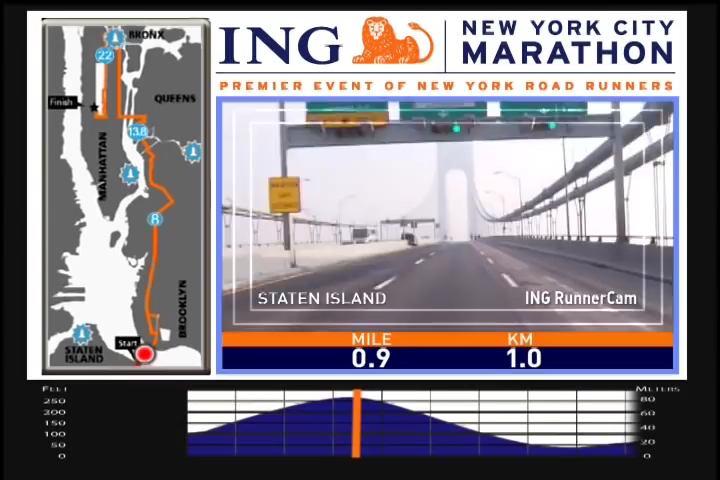 ING
NEW YORK CITY
MARATHON
PREMIER EVENT OF NEW YORK ROAD RUNNERS
BRONX
22
Finish
QUEENS
13.8
MANHATTAN
8
BROOKLYN
Start
STATEN
ISLAND
STATEN ISLAND
ING RunnerCam
MILE
KM
0.9
1.0
FEET
METERS
250
200
150
100
50
0
80
60
40
20
0